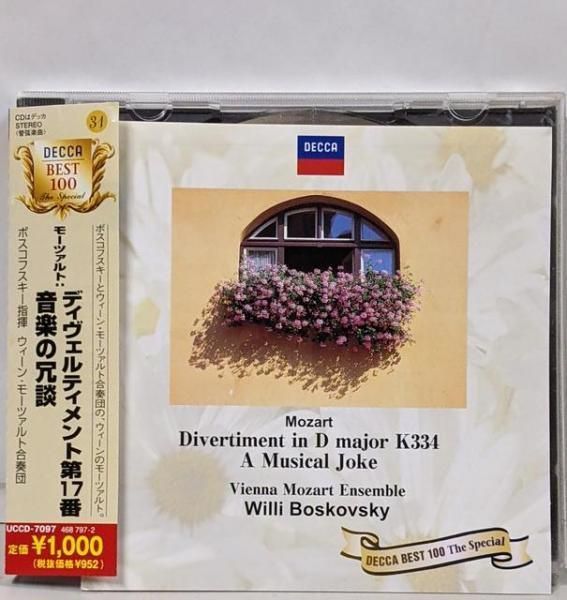 CDはデッカ
STEREO
〈管弦楽曲〉
31
DECCA
BEST
100
The Special
ボスコフスキーとウィーン・モーツァルト合奏団の、ウィーンのモーツァルト。
モーツァルト:
ディヴェルティメント第17番
音楽の冗談
ボスコフスキー指揮 ウィーン・モーツァルト合奏団
UCCD-7097 468 797-2
定価 ¥1,000
(税抜価格¥952)
DECCA
Mozart
Divertiment in D major K334
A Musical Joke
Vienna Mozart Ensemble
Willi Boskovsky
DECCA BEST 100 The Special